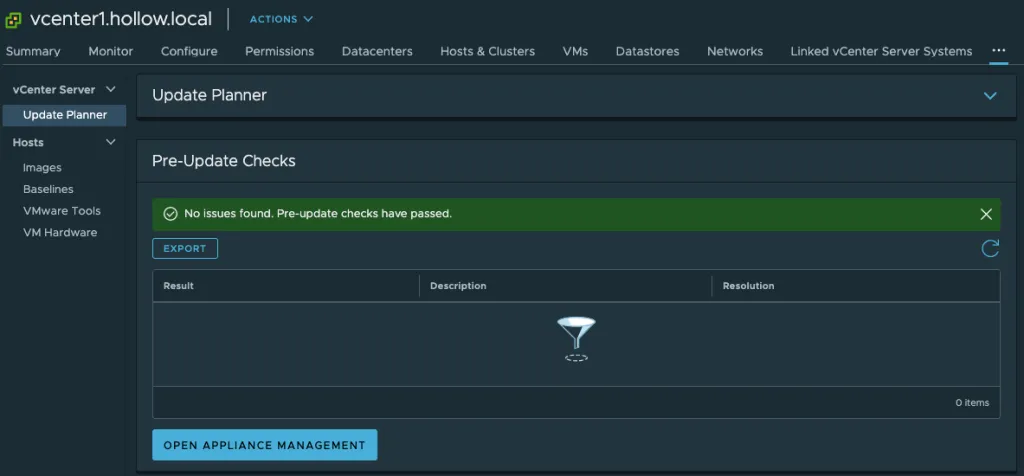 vcenter1.hollow.local ACTIONS
Summary Monitor Configure Permissions Datacenters Hosts & Clusters VMs Datastores Networks Linked vCenter Server Systems ...
vCenter Server
Update Planner
Hosts
Images
Baselines
VMware Tools
VM Hardware
Update Planner
Pre-Update Checks
No issues found. Pre-update checks have passed.
EXPORT
Result Description Resolution
0 items
OPEN APPLIANCE MANAGEMENT